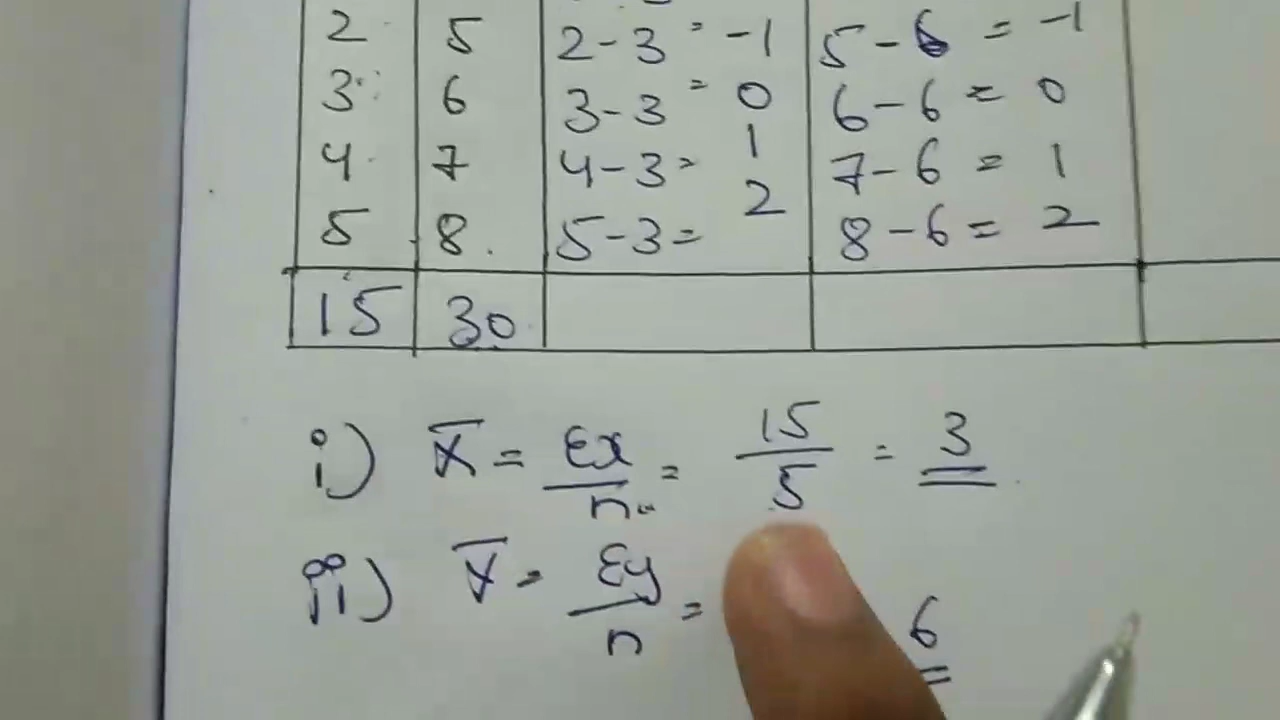 2 5 2-3 = -1 5-6 = -1
3 6 3-3 = 0 6-6 = 0
4 7 4-3 = 1 7-6 = 1
5 8 5-3 = 2 8-6 = 2
15 30
i) X̅ = Ɛx/n = 15/5 = 3
ii) Y̅ = Ɛy/n = 6